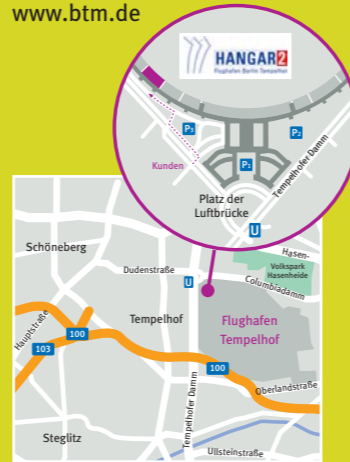 www.btm.de
HANGAR2
Flughafen Berlin Tempelhof
P3
P2
Kunden
P1
Tempelhofer Damm
Platz der
Luftbrücke
U
Schöneberg
Hasen-
Volkspark
Hasenheide
Dudenstraße
U
Columbiadamm
Hauptstraße
Tempelhof
Flughafen
Tempelhof
100
103
100
Oberlandstraße
Tempelhofer Damm
Steglitz
Ullsteinstraße